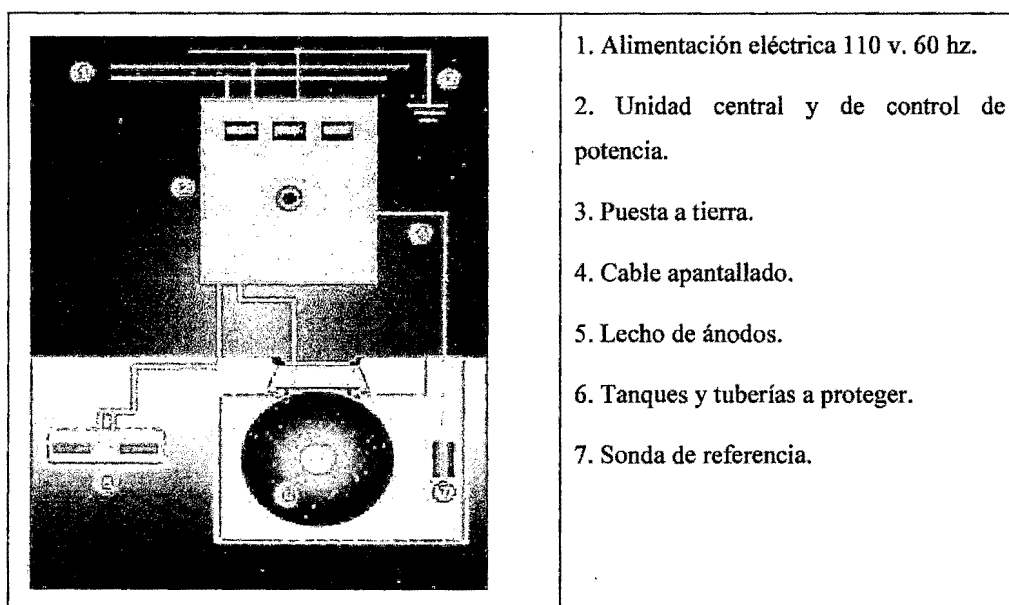 1. Alimentación eléctrica 110 v. 60 hz.
2. Unidad central y de control de
potencia.
3. Puesta a tierra.
4. Cable apantallado.
5. Lecho de ánodos.
6. Tanques y tuberías a proteger.
7. Sonda de referencia.